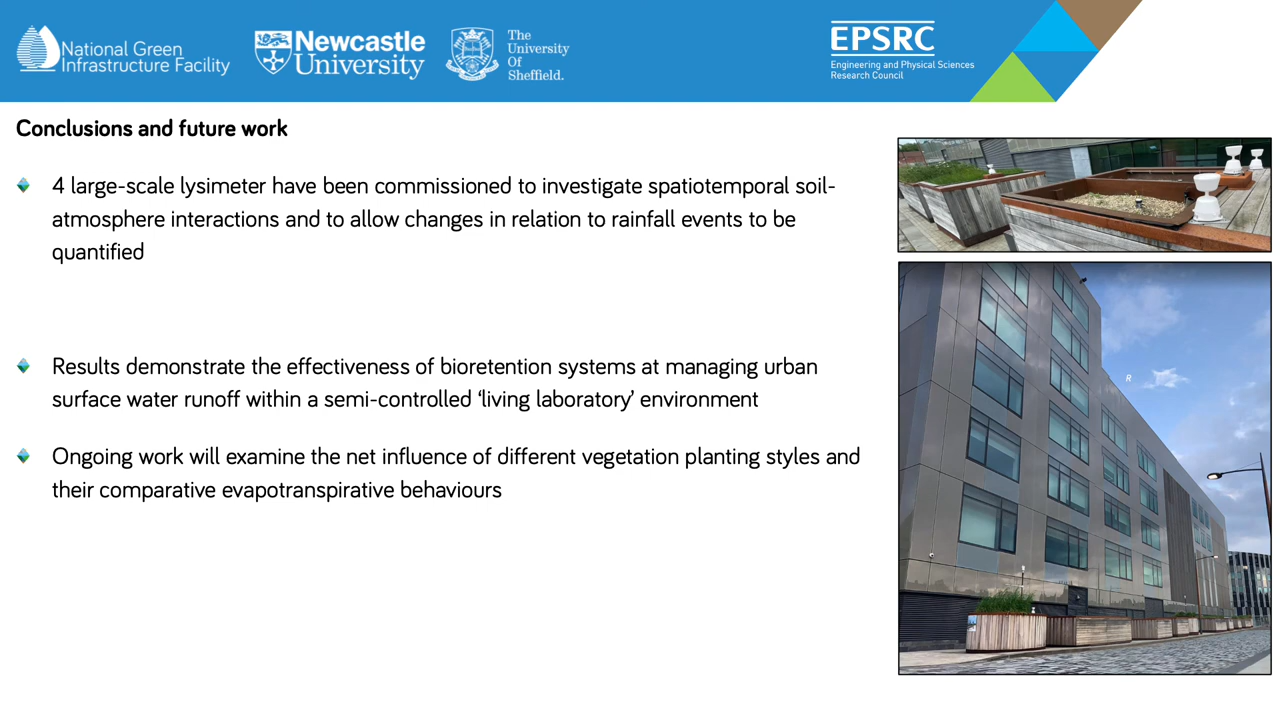 National Green
Infrastructure Facility
Newcastle
University
The
University
Of
Sheffield.
EPSRC
Engineering and Physical Sciences
Research Council
Conclusions and future work
4 large-scale lysimeter have been commissioned to investigate spatiotemporal soil-
atmosphere interactions and to allow changes in relation to rainfall events to be
quantified
Results demonstrate the effectiveness of bioretention systems at managing urban
surface water runoff within a semi-controlled ‘living laboratory’ environment
Ongoing work will examine the net influence of different vegetation planting styles and
their comparative evapotranspirative behaviours
R